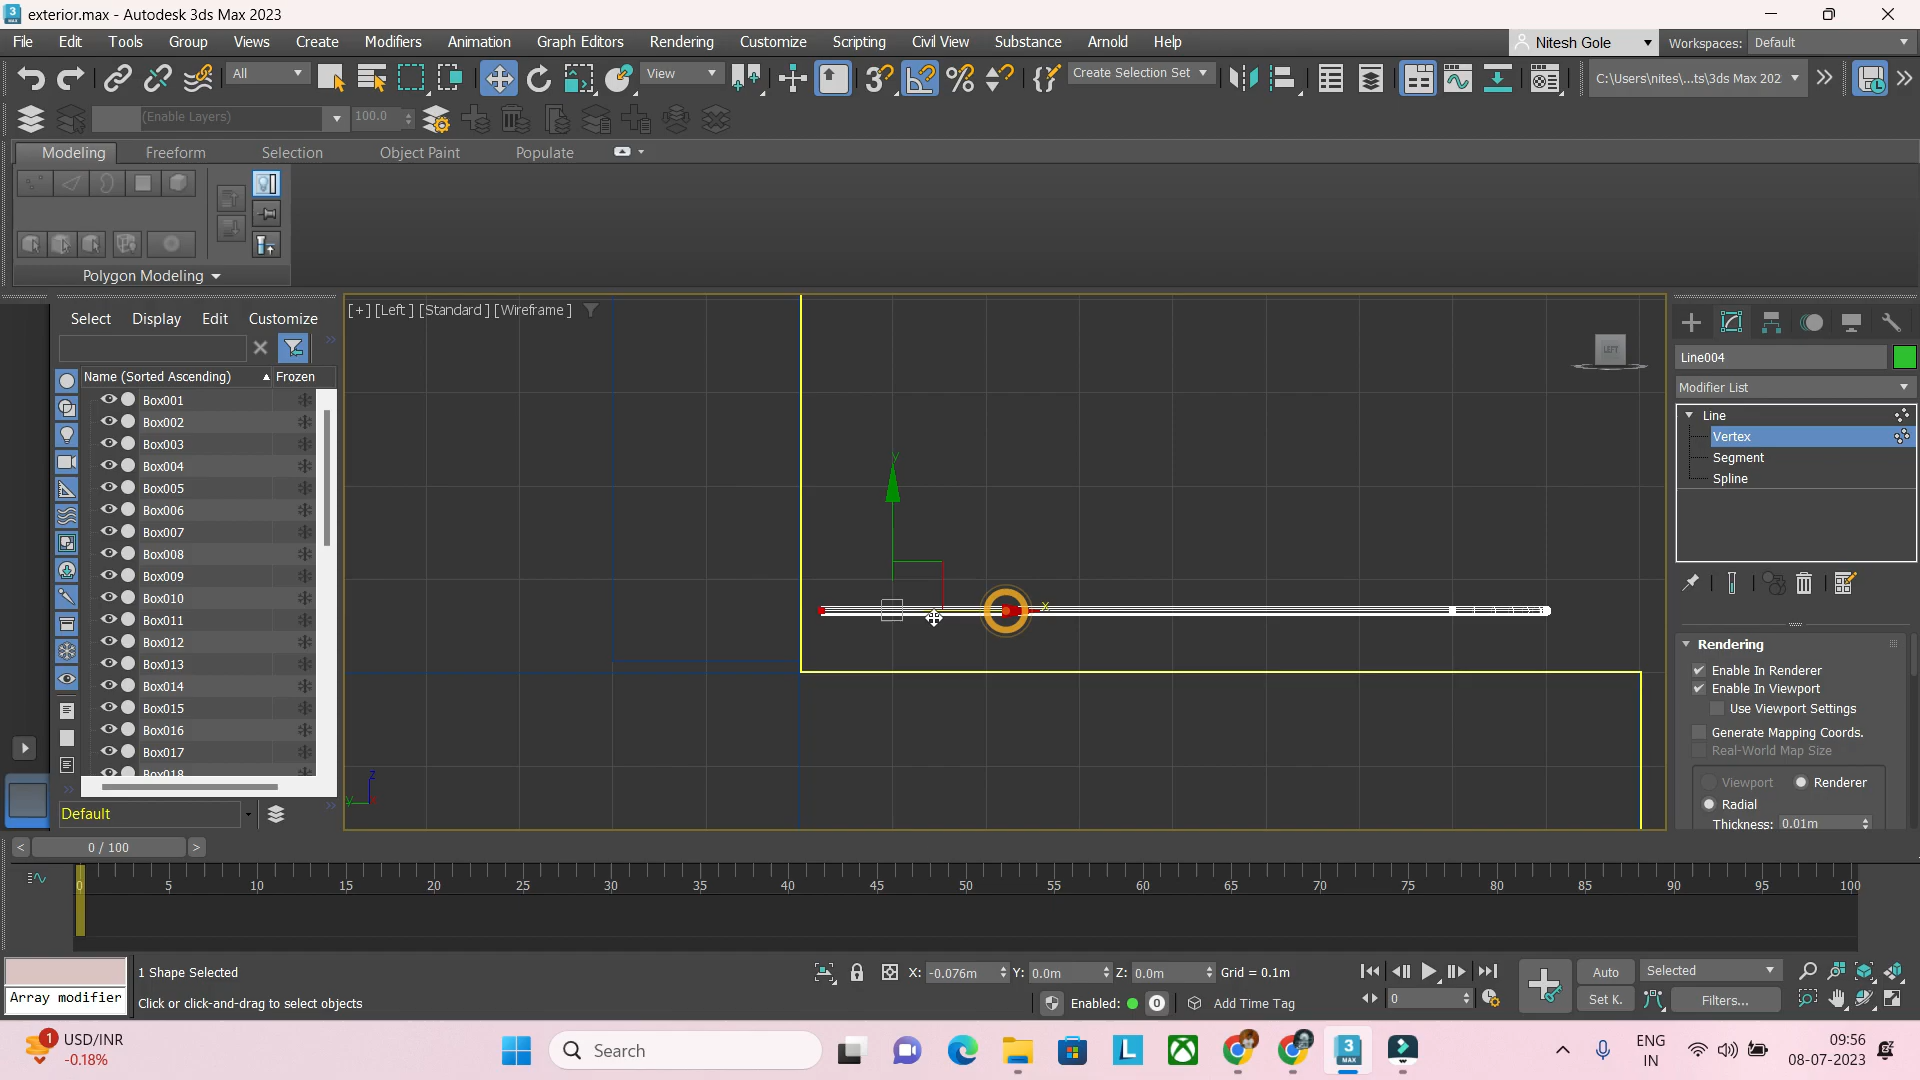 exterior.max - Autodesk 3ds Max 2023
File Edit Tools Group Views Create Modifiers Animation Graph Editors Rendering Customize Scripting Civil View Substance Arnold Help
Nitesh Gole Workspaces: Default
All View Create Selection Set C:\Users\nites\...ts\3ds Max 202
(Enable Layers) 100.0
Modeling Freeform Selection Object Paint Populate
Polygon Modeling
Select Display Edit Customize
Name (Sorted Ascending) Frozen
Box001
Box002
Box003
Box004
Box005
Box006
Box007
Box008
Box009
Box010
Box011
Box012
Box013
Box014
Box015
Box016
Box017
Box018
Default
[+] [Left ] [Standard ] [Wireframe ]
LEFT
y
x
z
y
Line004
Modifier List
Line
Vertex
Segment
Spline
Rendering
Enable In Renderer
Enable In Viewport
Use Viewport Settings
Generate Mapping Coords.
Real-World Map Size
Viewport Renderer
Radial
Thickness: 0.01m
< 0 / 100 >
0 5 10 15 20 25 30 35 40 45 50 55 60 65 70 75 80 85 90 95 100
1 Shape Selected X: -0.076m Y: 0.0m Z: 0.0m Grid = 0.1m Auto Selected
Array modifier Click or click-and-drag to select objects Enabled: 0 Add Time Tag 0 Set K. Filters...
1 USD/INR
-0.18%
Search
3 MAX
ENG
IN
09:56
08-07-2023